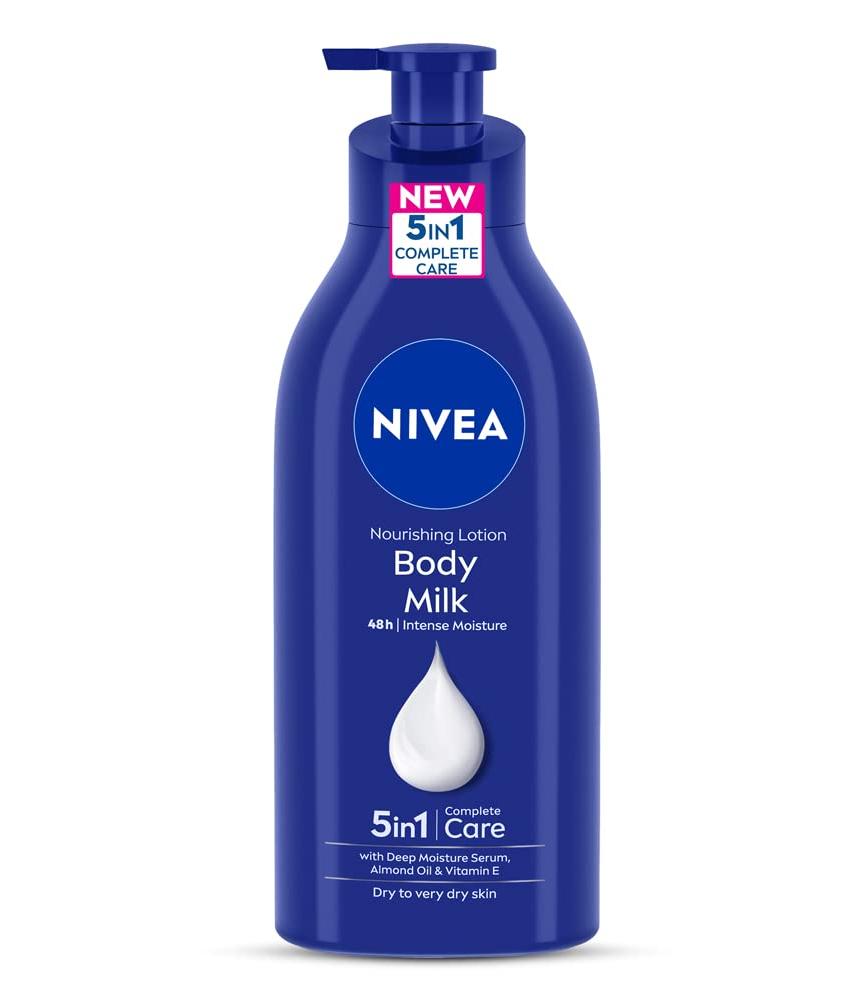 NEW
5IN1
COMPLETE
CARE
NIVEA
Nourishing Lotion
Body
Milk
48h | Intense Moisture
5in1 | Complete Care
with Deep Moisture Serum,
Almond Oil & Vitamin E
Dry to very dry skin